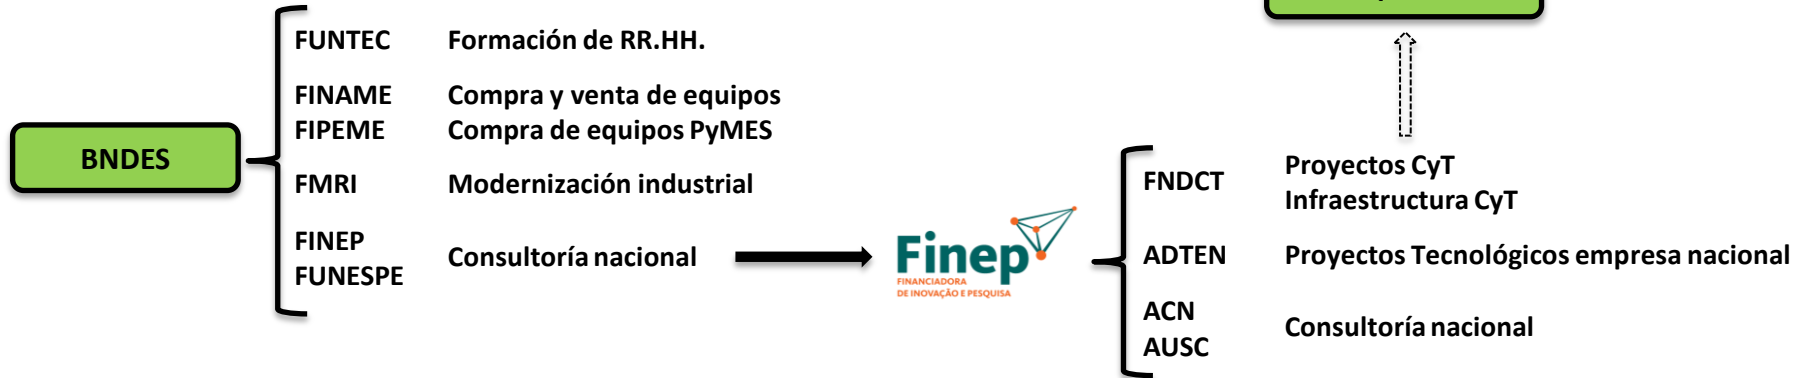 BNDES
FUNTEC Formación de RR.HH.
FINAME Compra y venta de equipos
FIPEME Compra de equipos PyMES
FMRI Modernización industrial
FINEP
FUNESPE
Consultoría nacional
Finep
FINANCIADORA
DE INOVAÇÃO E PESQUISA
FNDCT
Proyectos CyT
Infraestructura CyT
ADTEN Proyectos Tecnológicos empresa nacional
ACN
AUSC
Consultoría nacional